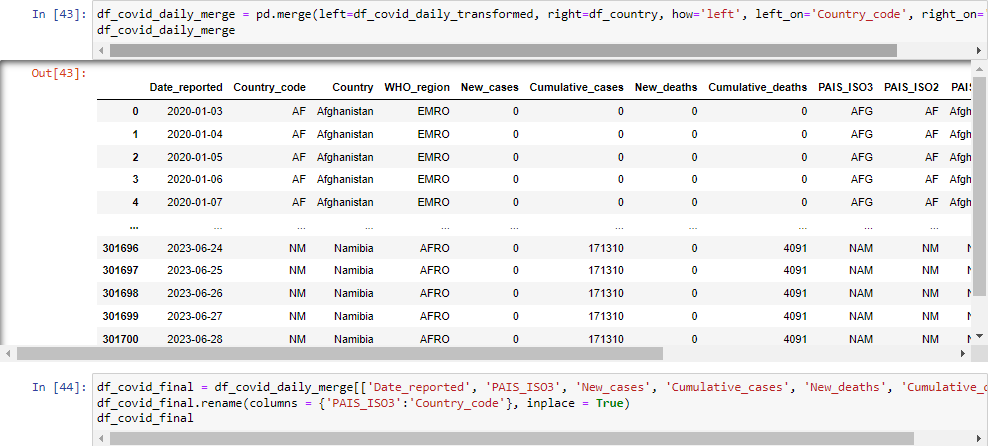 In [43]: df_covid_daily_merge = pd.merge(left=df_covid_daily_transformed, right=df_country, how='left', left_on='Country_code', right_on=
df_covid_daily_merge
Out[43]:
Date_reported Country_code Country WHO_region New_cases Cumulative_cases New_deaths Cumulative_deaths PAIS_ISO3 PAIS_ISO2 PAI
0 2020-01-03 AF Afghanistan EMRO 0 0 0 0 AFG AF Afgh
1 2020-01-04 AF Afghanistan EMRO 0 0 0 0 AFG AF Afgh
2 2020-01-05 AF Afghanistan EMRO 0 0 0 0 AFG AF Afgh
3 2020-01-06 AF Afghanistan EMRO 0 0 0 0 AFG AF Afgh
4 2020-01-07 AF Afghanistan EMRO 0 0 0 0 AFG AF Afgh
... ... ... ... ... ... ... ... ... ... ...
301696 2023-06-24 NM Namibia AFRO 0 171310 0 4091 NAM NM N
301697 2023-06-25 NM Namibia AFRO 0 171310 0 4091 NAM NM N
301698 2023-06-26 NM Namibia AFRO 0 171310 0 4091 NAM NM N
301699 2023-06-27 NM Namibia AFRO 0 171310 0 4091 NAM NM N
301700 2023-06-28 NM Namibia AFRO 0 171310 0 4091 NAM NM N
In [44]: df_covid_final = df_covid_daily_merge[['Date_reported', 'PAIS_ISO3', 'New_cases', 'Cumulative_cases', 'New_deaths', 'Cumulative_d
df_covid_final.rename(columns = {'PAIS_ISO3':'Country_code'}, inplace = True)
df_covid_final